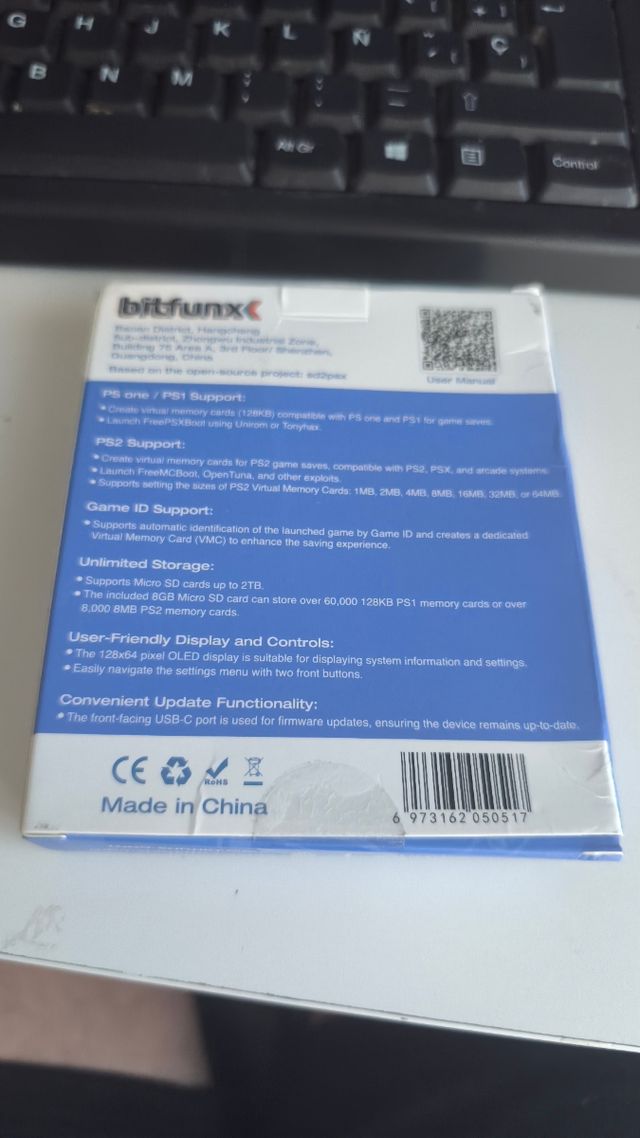 G H J K L Ñ Ç
B N M
Alt Gr Control
bitfunx
District,
Sub-district, Industrial Zone,
Building Area A, 3rd Floor/ Shenzhen,
Guangdong, China
Based on the open-source project: sd2psx
User Manual
PS one / PS1 Support:
• Create virtual memory cards (128KB) compatible with PS one and PS1 for game saves.
• Launch FreePSXBoot using Unirom or Tonyhax.
PS2 Support:
• Create virtual memory cards for PS2 game saves, compatible with PS2, PSX, and arcade systems.
• Launch FreeMCBoot, OpenTuna, and other exploits.
• Supports setting the sizes of PS2 Virtual Memory Cards: 1MB, 2MB, 4MB, 8MB, 16MB, 32MB, or 64MB.
Game ID Support:
• Supports automatic identification of the launched game by Game ID and creates a dedicated
Virtual Memory Card (VMC) to enhance the saving experience.
Unlimited Storage:
• Supports Micro SD cards up to 2TB.
• The included 8GB Micro SD card can store over 60,000 128KB PS1 memory cards or over
8,000 8MB PS2 memory cards.
User-Friendly Display and Controls:
• The 128x64 pixel OLED display is suitable for displaying system information and settings.
• Easily navigate the settings menu with two front buttons.
Convenient Update Functionality:
• The front-facing USB-C port is used for firmware updates, ensuring the device remains up-to-date.
CE RoHS
Made in China
6 973162 050517